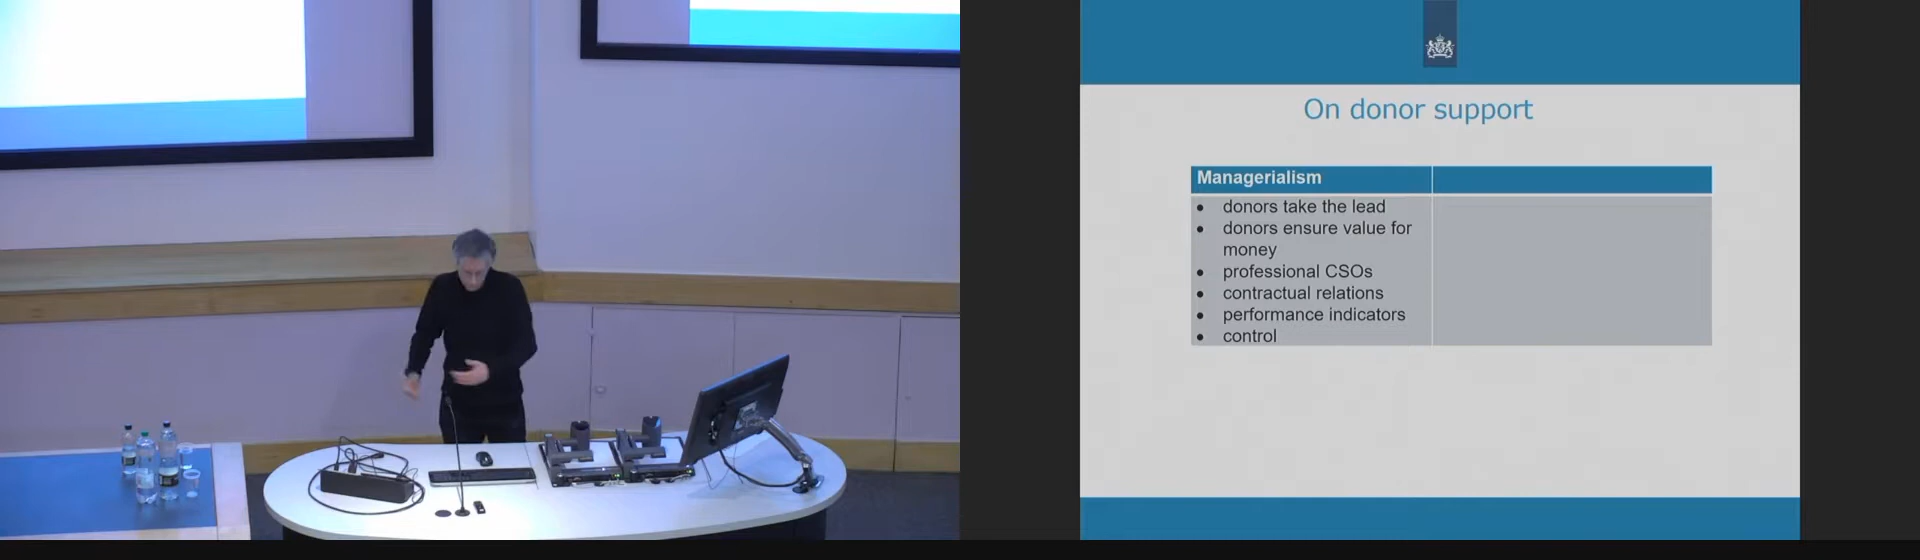 On donor support
Managerialism
donors take the lead
donors ensure value for
money
professional CSOs
contractual relations
performance indicators
control